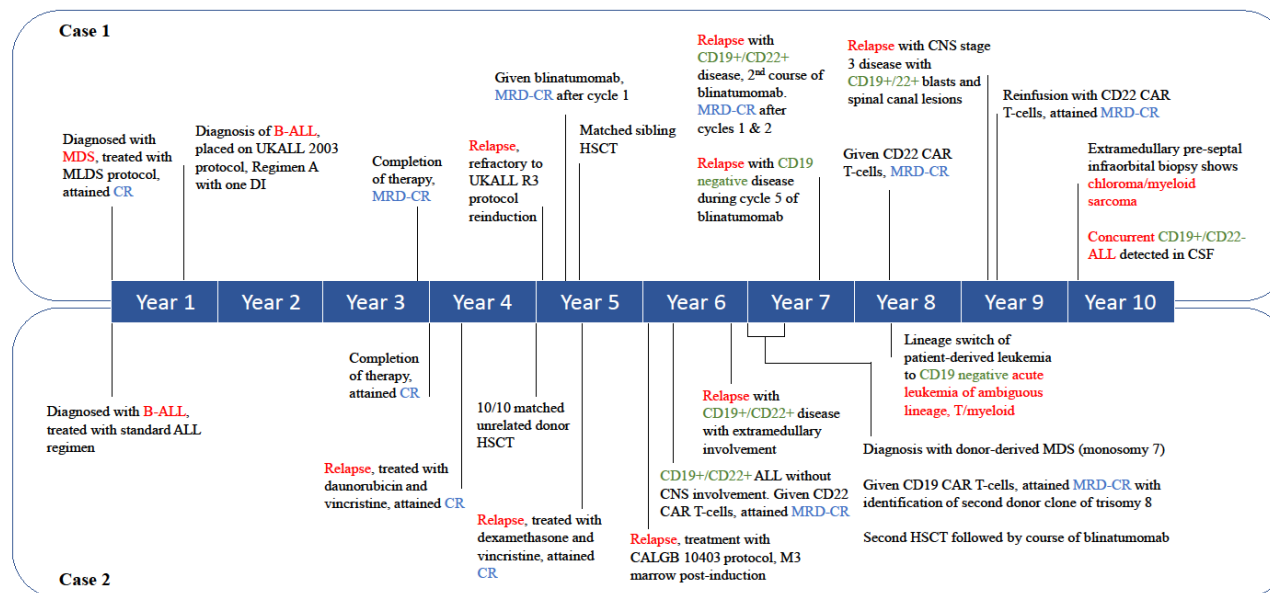 Case 1
Diagnosed with
MDS, treated with
MLDS protocol,
attained CR
Diagnosis of B-ALL,
placed on UKALL 2003
protocol, Regimen A
with one DI
Completion
of therapy,
MRD-CR
Relapse,
refractory to
UKALL R3
protocol
reinduction
Given blinatumomab,
MRD-CR after cycle 1
Matched sibling
HSCT
Relapse with
CD19+/CD22+
disease, 2nd course of
blinatumomab.
MRD-CR after
cycles 1 & 2
Relapse with CD19
negative disease
during cycle 5 of
blinatumomab
Given CD22 CAR
T-cells, MRD-CR
Relapse with CNS stage
3 disease with
CD19+/22+ blasts and
spinal canal lesions
Reinfusion with CD22 CAR
T-cells, attained MRD-CR
Extramedullary pre-septal
infraorbital biopsy shows
chloroma/myeloid
sarcoma
Concurrent CD19+/CD22-
ALL detected in CSF
Year 1
Year 2
Year 3
Year 4
Year 5
Year 6
Year 7
Year 8
Year 9
Year 10
Diagnosed with B-ALL,
treated with standard ALL
regimen
Completion
of therapy,
attained CR
Relapse, treated with
daunorubicin and
vincristine, attained CR
10/10 matched
unrelated donor
HSCT
Relapse, treated with
dexamethasone and
vincristine, attained
CR
Relapse, treatment with
CALGB 10403 protocol, M3
marrow post-induction
CD19+/CD22+ ALL without
CNS involvement. Given CD22
CAR T-cells, attained MRD-CR
Relapse with
CD19+/CD22+ disease
with extramedullary
involvement
Diagnosis with donor-derived MDS (monosomy 7)
Given CD19 CAR T-cells, attained MRD-CR with
identification of second donor clone of trisomy 8
Second HSCT followed by course of blinatumomab
Lineage switch of
patient-derived leukemia
to CD19 negative acute
leukemia of ambiguous
lineage, T/myeloid
Case 2